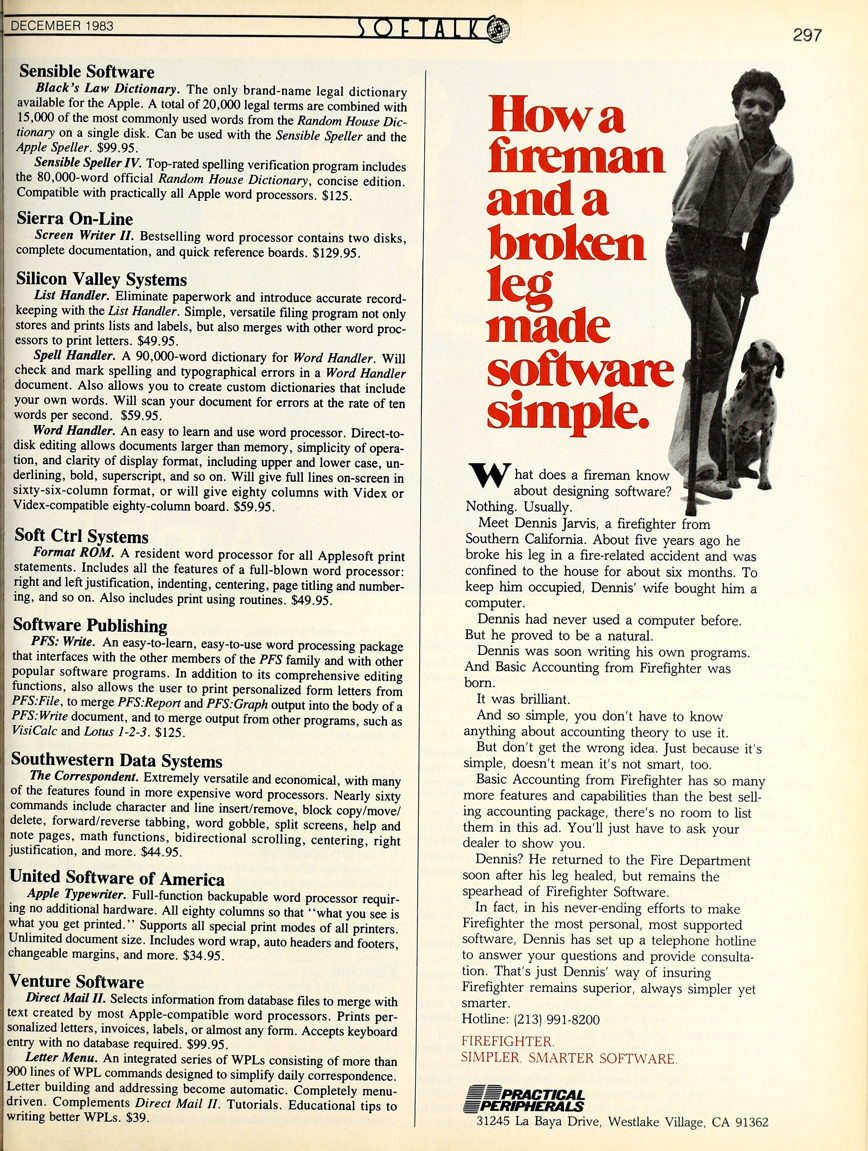 DECEMBER 1983
SOFTALK
297
Sensible Software
Black's Law Dictionary. The only brand-name legal dictionary
available for the Apple. A total of 20,000 legal terms are combined with
15,000 of the most commonly used words from the Random House Dic-
tionary on a single disk. Can be used with the Sensible Speller and the
Apple Speller. $99.95.
Sensible Speller IV. Top-rated spelling verification program includes
the 80,000-word official Random House Dictionary, concise edition.
Compatible with practically all Apple word processors. $125.
Sierra On-Line
Screen Writer II. Bestselling word processor contains two disks,
complete documentation, and quick reference boards. $129.95.
Silicon Valley Systems
List Handler. Eliminate paperwork and introduce accurate record-
keeping with the List Handler. Simple, versatile filing program not only
stores and prints lists and labels, but also merges with other word proc-
essors to print letters. $49.95.
Spell Handler. A 90,000-word dictionary for Word Handler. Will
check and mark spelling and typographical errors in a Word Handler
document. Also allows you to create custom dictionaries that include
your own words. Will scan your document for errors at the rate of ten
words per second. $59.95.
Word Handler. An easy to learn and use word processor. Direct-to-
disk editing allows documents larger than memory, simplicity of opera-
tion, and clarity of display format, including upper and lower case, un-
derlining, bold, superscript, and so on. Will give full lines on-screen in
sixty-six-column format, or will give eighty columns with Videx or
Videx-compatible eighty-column board. $59.95.
Soft Ctrl Systems
Format ROM. A resident word processor for all Applesoft print
statements. Includes all the features of a full-blown word processor:
right and left justification, indenting, centering, page titling and number-
ing, and so on. Also includes print using routines. $49.95.
Software Publishing
PFS: Write. An easy-to-learn, easy-to-use word processing package
that interfaces with the other members of the PFS family and with other
popular software programs. In addition to its comprehensive editing
functions, also allows the user to print personalized form letters from
PFS:File, to merge PFS:Report and PFS:Graph output into the body of a
PFS:Write document, and to merge output from other programs, such as
VisiCalc and Lotus 1-2-3. $125.
Southwestern Data Systems
The Correspondent. Extremely versatile and economical, with many
of the features found in more expensive word processors. Nearly sixty
commands include character and line insert/remove, block copy/move/
delete, forward/reverse tabbing, word gobble, split screens, help and
note pages, math functions, bidirectional scrolling, centering, right
justification, and more. $44.95.
United Software of America
Apple Typewriter. Full-function backupable word processor requir-
ing no additional hardware. All eighty columns so that "what you see is
what you get printed." Supports all special print modes of all printers.
Unlimited document size. Includes word wrap, auto headers and footers,
changeable margins, and more. $34.95.
Venture Software
Direct Mail II. Selects information from database files to merge with
text created by most Apple-compatible word processors. Prints per-
sonalized letters, invoices, labels, or almost any form. Accepts keyboard
entry with no database required. $99.95.
Letter Menu. An integrated series of WPLs consisting of more than
900 lines of WPL commands designed to simplify daily correspondence.
Letter building and addressing become automatic. Completely menu-
driven. Complements Direct Mail II. Tutorials. Educational tips to
writing better WPLs. $39.
How a
fireman
and a
broken
leg
made
software
simple.
What does a fireman know
about designing software?
Nothing. Usually.
Meet Dennis Jarvis, a firefighter from
Southern California. About five years ago he
broke his leg in a fire-related accident and was
confined to the house for about six months. To
keep him occupied, Dennis' wife bought him a
computer.
Dennis had never used a computer before.
But he proved to be a natural.
Dennis was soon writing his own programs.
And Basic Accounting from Firefighter was
born.
It was brilliant.
And so simple, you don't have to know
anything about accounting theory to use it.
But don't get the wrong idea. Just because it's
simple, doesn't mean it's not smart, too.
Basic Accounting from Firefighter has so many
more features and capabilities than the best sell-
ing accounting package, there's no room to list
them in this ad. You'll just have to ask your
dealer to show you.
Dennis? He returned to the Fire Department
soon after his leg healed, but remains the
spearhead of Firefighter Software.
In fact, in his never-ending efforts to make
Firefighter the most personal, most supported
software, Dennis has set up a telephone hotline
to answer your questions and provide consulta-
tion. That's just Dennis' way of insuring
Firefighter remains superior, always simpler yet
smarter.
Hotline: (213) 991-8200
FIREFIGHTER.
SIMPLER, SMARTER SOFTWARE.
PRACTICAL
PERIPHERALS
31245 La Baya Drive, Westlake Village, CA 91362